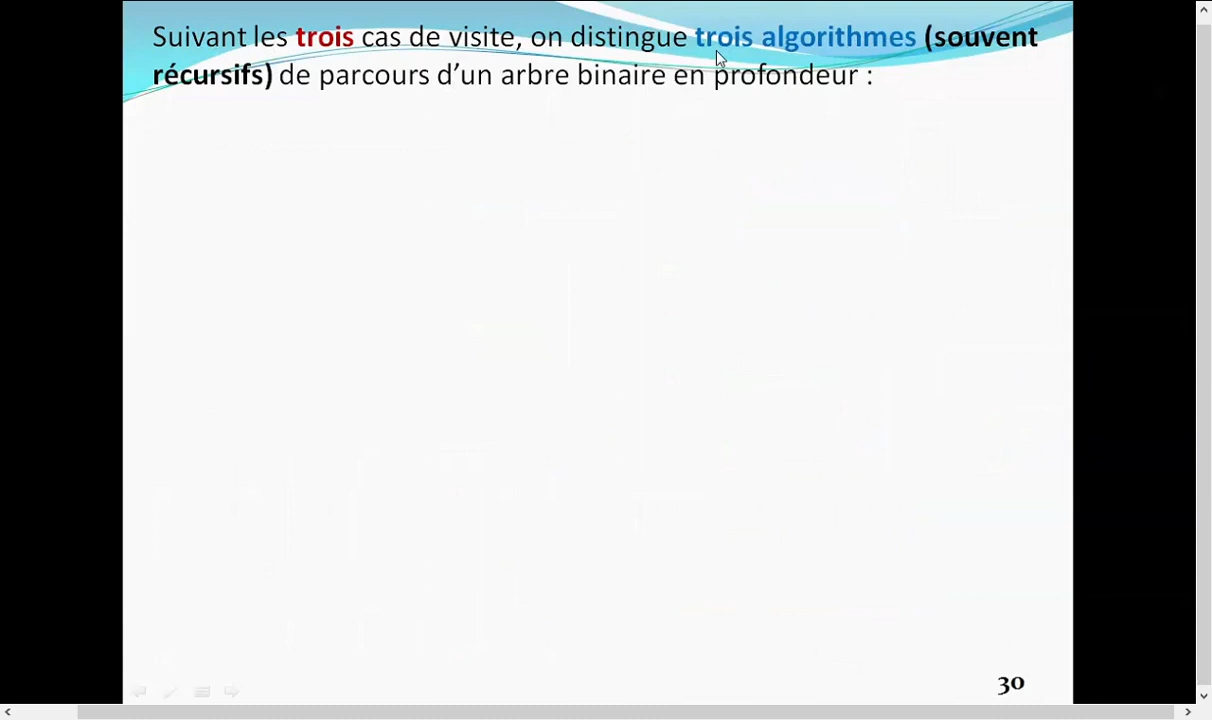 Suivant les trois cas de visite, on distingue trois algorithmes (souvent
récursifs) de parcours d’un arbre binaire en profondeur :
30